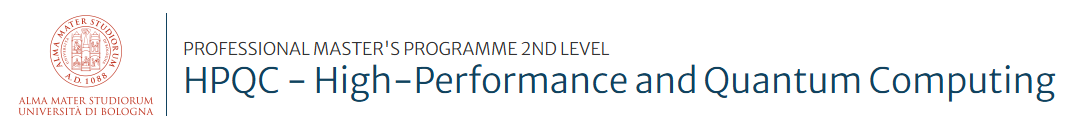 ALMA MATER STUDIORUM
A.D. 1088
ALMA MATER STUDIORUM
UNIVERSITÀ DI BOLOGNA
PROFESSIONAL MASTER'S PROGRAMME 2ND LEVEL
HPQC - High-Performance and Quantum Computing